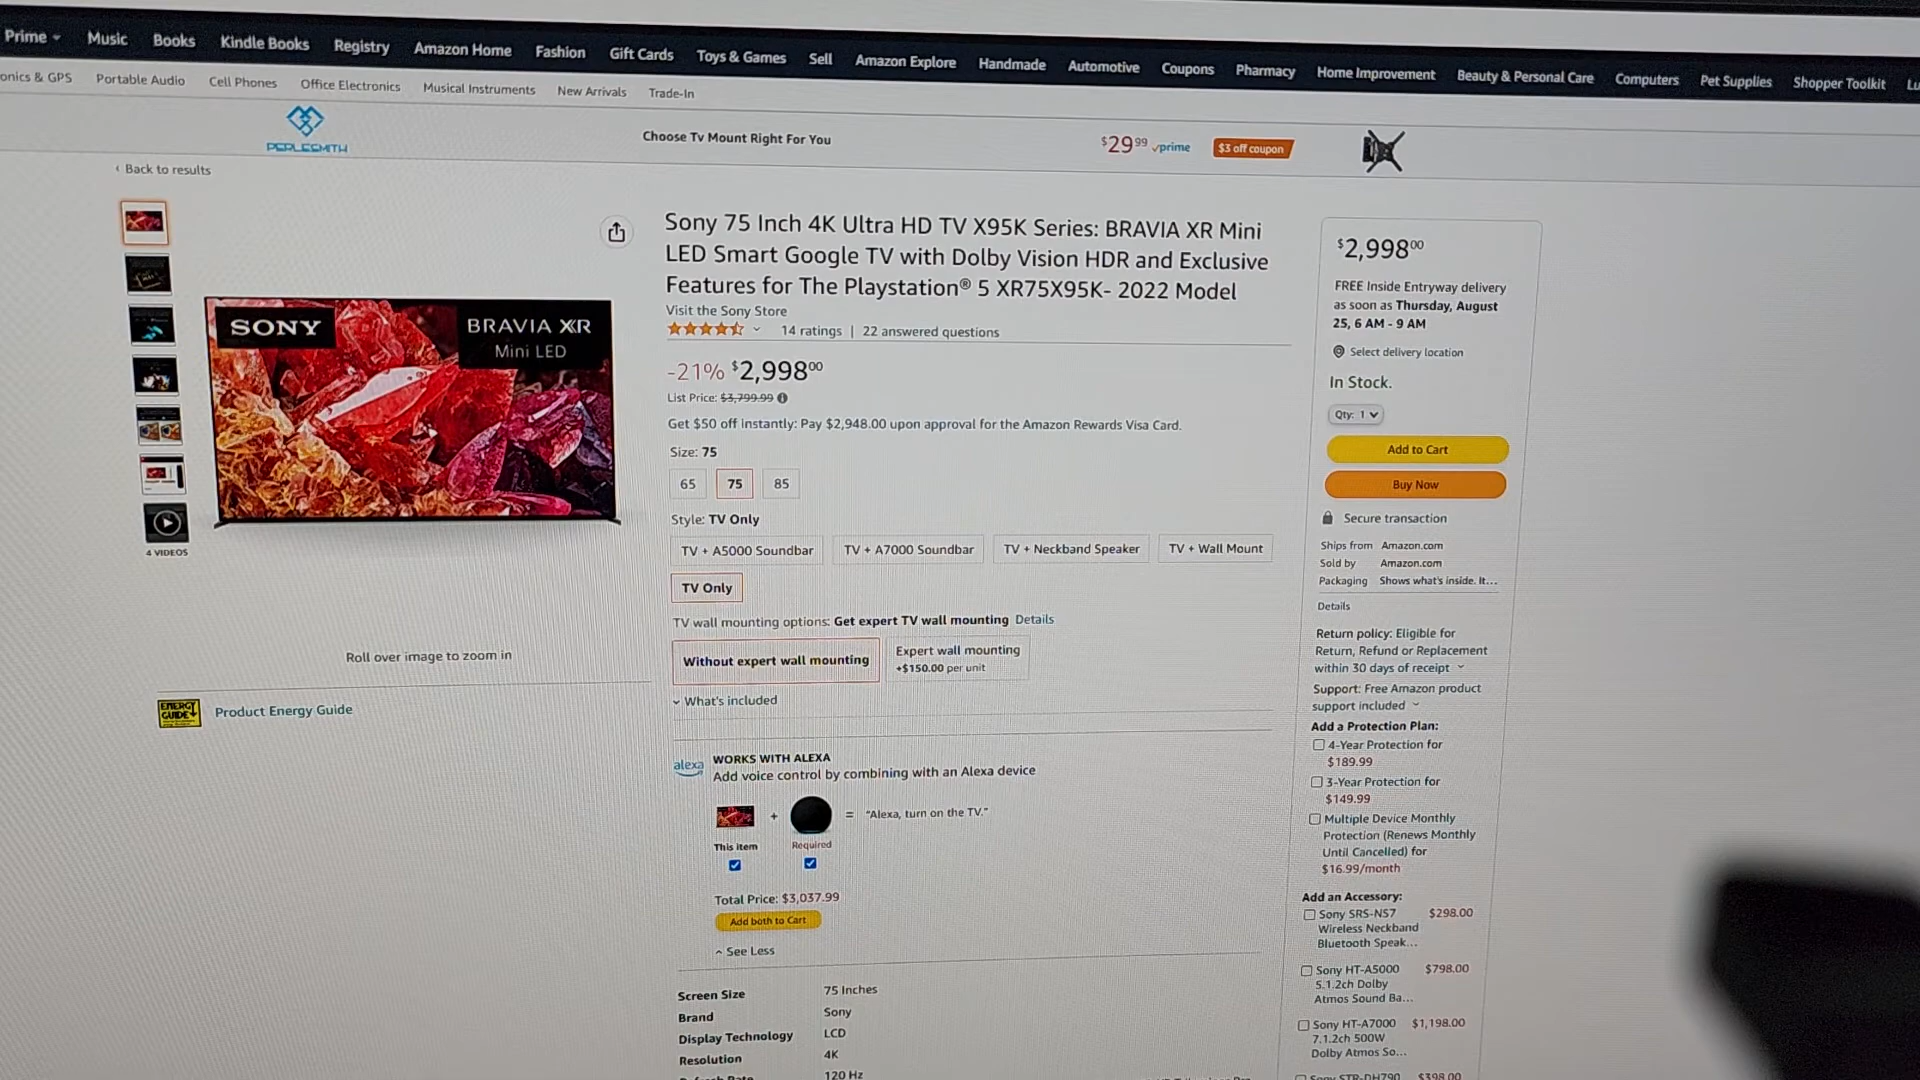 Prime
Music
Books
Kindle Books
Registry
Amazon Home
Fashion
Gift Cards
Toys & Games
Sell
Amazon Explore
Handmade
Automotive
Coupons
Pharmacy
Home Improvement
Beauty & Personal Care
Computers
Pet Supplies
Shopper Toolkit
onics & GPS
Portable Audio
Cell Phones
Office Electronics
Musical Instruments
New Arrivals
Trade-In
PERLESMITH
Choose Tv Mount Right For You
$29 99 prime
$3 off coupon
‹ Back to results
SONY
BRAVIA XR
Mini LED
4 VIDEOS
Roll over image to zoom in
ENERGY GUIDE
Product Energy Guide
Sony 75 Inch 4K Ultra HD TV X95K Series: BRAVIA XR Mini
LED Smart Google TV with Dolby Vision HDR and Exclusive
Features for The Playstation® 5 XR75X95K- 2022 Model
Visit the Sony Store
14 ratings | 22 answered questions
-21% $2,998 00
List Price: $3,799.99
Get $50 off instantly: Pay $2,948.00 upon approval for the Amazon Rewards Visa Card.
Size: 75
65
75
85
Style: TV Only
TV + A5000 Soundbar
TV + A7000 Soundbar
TV + Neckband Speaker
TV + Wall Mount
TV Only
TV wall mounting options: Get expert TV wall mounting Details
Without expert wall mounting
Expert wall mounting
+$150.00 per unit
What's included
alexa
WORKS WITH ALEXA
Add voice control by combining with an Alexa device
+
= "Alexa, turn on the TV."
This item
Required
Total Price: $3,037.99
Add both to Cart
See Less
Screen Size 75 Inches
Brand Sony
Display Technology LCD
Resolution 4K
120 Hz
$2,998 00
FREE Inside Entryway delivery
as soon as Thursday, August
25, 6 AM - 9 AM
Select delivery location
In Stock.
Qty: 1
Add to Cart
Buy Now
Secure transaction
Ships from Amazon.com
Sold by Amazon.com
Packaging Shows what's inside. It...
Details
Return policy: Eligible for
Return, Refund or Replacement
within 30 days of receipt
Support: Free Amazon product
support included
Add a Protection Plan:
4-Year Protection for
$189.99
3-Year Protection for
$149.99
Multiple Device Monthly
Protection (Renews Monthly
Until Cancelled) for
$16.99/month
Add an Accessory:
Sony SRS-NS7 $298.00
Wireless Neckband
Bluetooth Speak...
Sony HT-A5000 $798.00
5.1.2ch Dolby
Atmos Sound Ba...
Sony HT-A7000 $1,198.00
7.1.2ch 500W
Dolby Atmos So...
Sony STR-DH790 $398.00